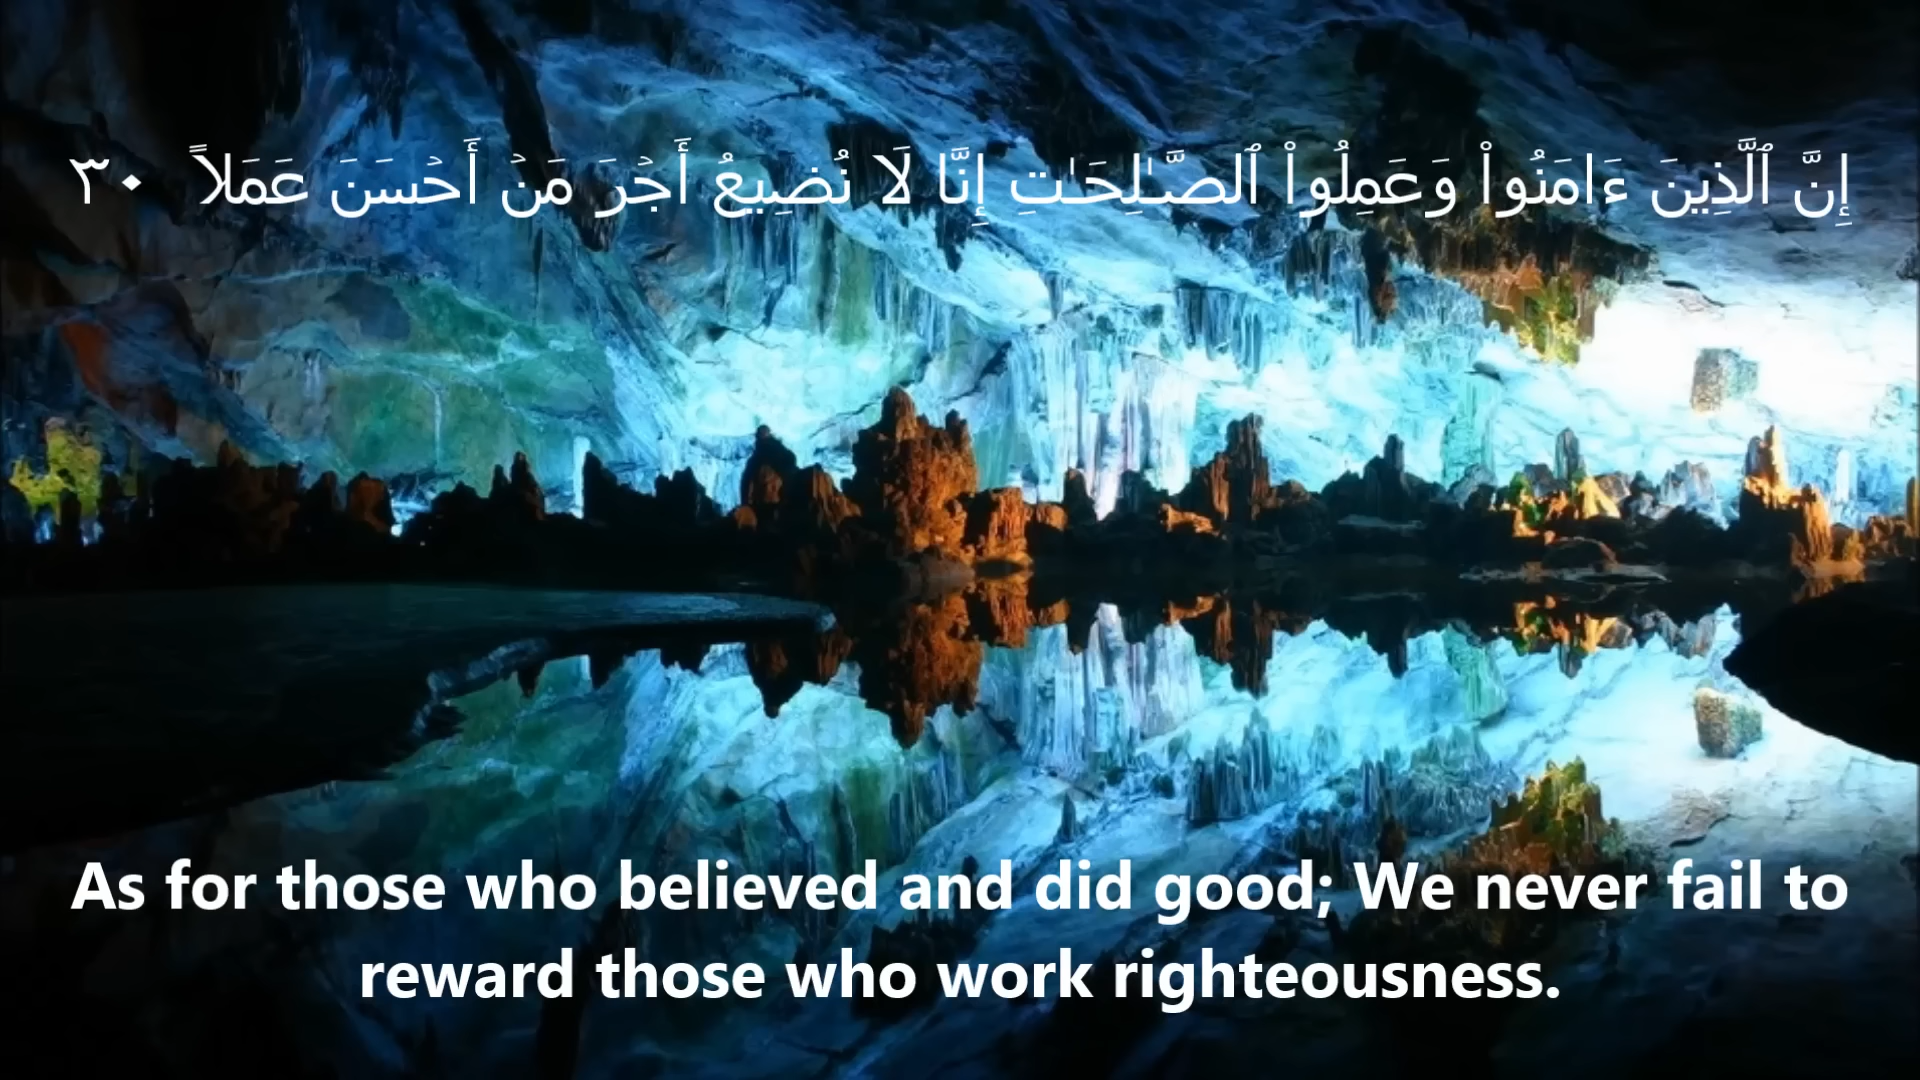 إِنَّ ٱلَّذِينَ ءَامَنُوا۟ وَعَمِلُوا۟ ٱلصَّـٰلِحَـٰتِ إِنَّا لَا نُضِيعُ أَجْرَ مَنْ أَحْسَنَ عَمَلاً ٣٠
As for those who believed and did good; We never fail to
reward those who work righteousness.